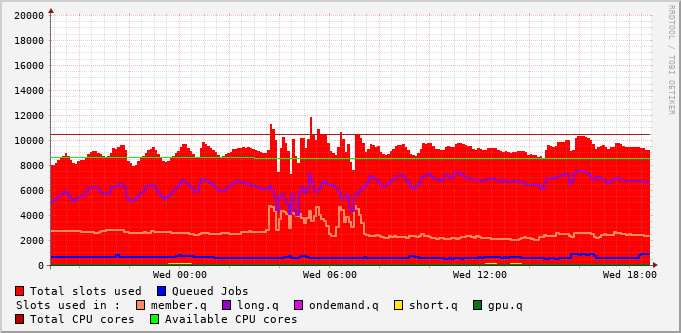 20000
18000
16000
14000
12000
10000
8000
6000
4000
2000
0
Wed 00:00 Wed 06:00 Wed 12:00 Wed 18:00
Total slots used Queued Jobs
Slots used in : member.q long.q ondemand.q short.q gpu.q
Total CPU cores Available CPU cores
RRDTOOL / TOBI OETIKER